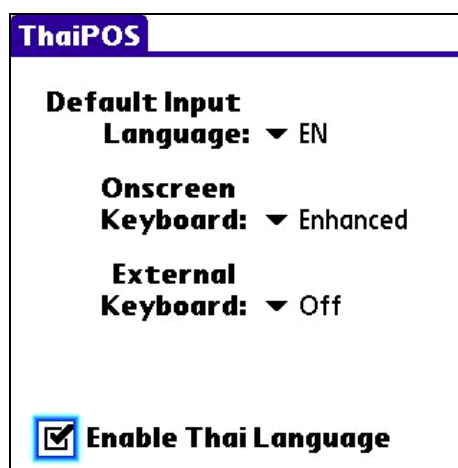 ThaiPOS
Default Input
Language: EN
Onscreen
Keyboard: Enhanced
External
Keyboard: Off
Enable Thai Language